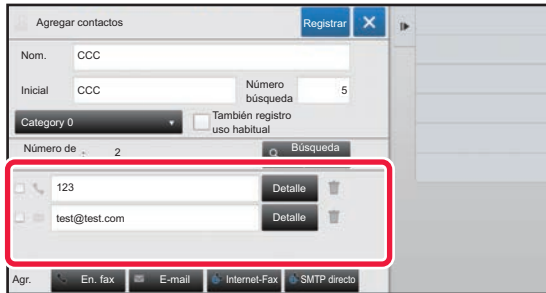 Agregar contactos Registrar
Nom. CCC
Inicial CCC Número búsqueda 5
Category 0 También registro uso habitual
Número de 2 Búsqueda
123 Detalle
test@test.com Detalle
Agr. En. fax E-mail Internet-Fax SMTP directo